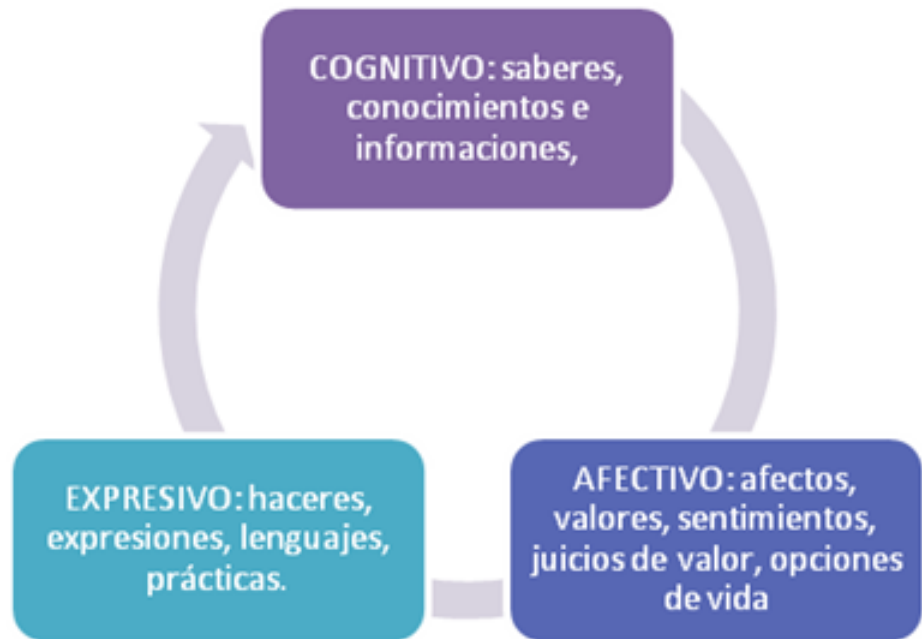 COGNITIVO: saberes,
conocimientos e
informaciones,
AFECTIVO: afectos,
valores, sentimientos,
juicios de valor, opciones
de vida
EXPRESIVO: haceres,
expresiones, lenguajes,
prácticas.